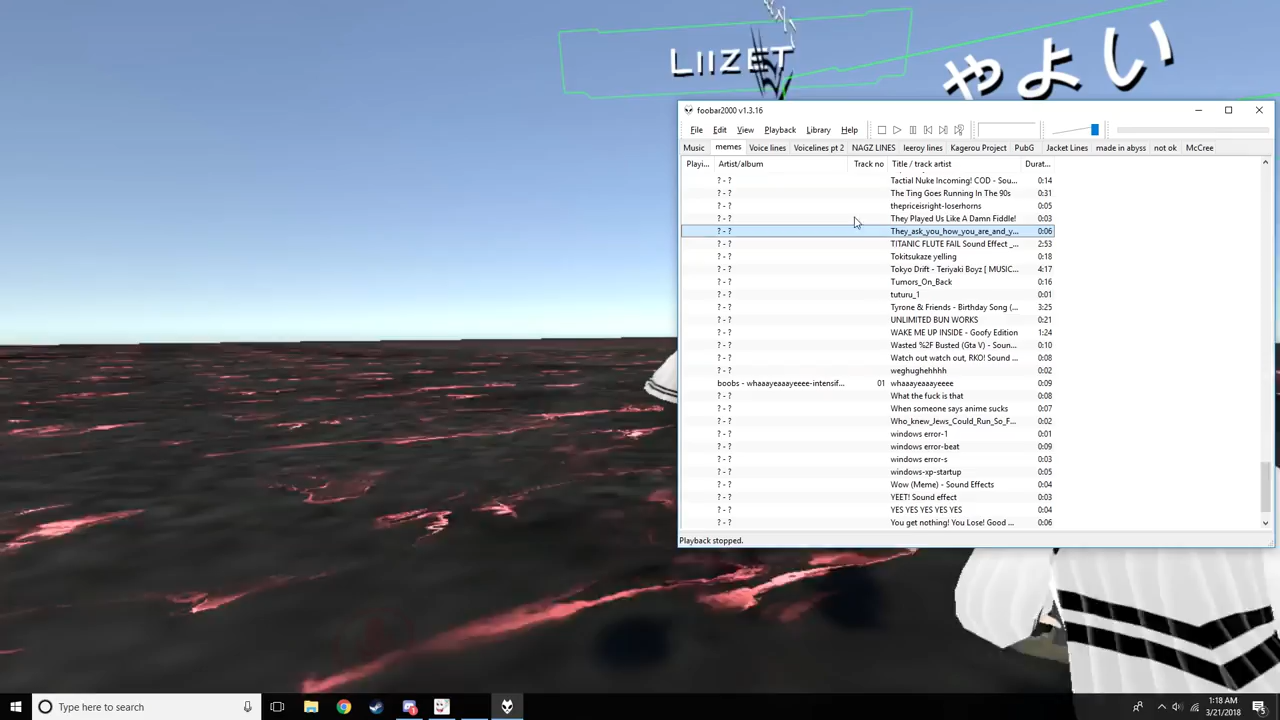 LIIZET
やよい
foobar2000 v1.3.16
File Edit View Playback Library Help
Music memes Voice lines Voicelines pt 2 NAGZ LINES leeroy lines Kagerou Project PubG Jacket Lines made in abyss not ok McCree
Playi... Artist/album Track no Title / track artist Durat...
? - ? Tactial Nuke Incoming! COD - Sou... 0:14
? - ? The Ting Goes Running In The 90s 0:31
? - ? thepriceisright-loserhorns 0:05
? - ? They Played Us Like A Damn Fiddle! 0:03
? - ? They_ask_you_how_you_are_and_y... 0:06
? - ? TITANIC FLUTE FAIL Sound Effect _... 2:53
? - ? Tokitsukaze yelling 0:18
? - ? Tokyo Drift - Teriyaki Boyz [ MUSIC... 4:17
? - ? Tumors_On_Back 0:16
? - ? tuturu_1 0:01
? - ? Tyrone & Friends - Birthday Song (... 3:25
? - ? UNLIMITED BUN WORKS 0:21
? - ? WAKE ME UP INSIDE - Goofy Edition 1:24
? - ? Wasted %2F Busted (Gta V) - Soun... 0:10
? - ? Watch out watch out, RKO! Sound ... 0:08
? - ? weghughehhhh 0:02
boobs - whaaayeaaayeeee-intensif... 01 whaaayeaaayeeee 0:09
? - ? What the fuck is that 0:08
? - ? When someone says anime sucks 0:07
? - ? Who_knew_Jews_Could_Run_So_F... 0:02
? - ? windows error-1 0:01
? - ? windows error-beat 0:09
? - ? windows error-s 0:03
? - ? windows-xp-startup 0:05
? - ? Wow (Meme) - Sound Effects 0:04
? - ? YEET! Sound effect 0:03
? - ? YES YES YES YES YES 0:04
? - ? You get nothing! You Lose! Good ... 0:06
Playback stopped.
Type here to search
1:18 AM
3/21/2018